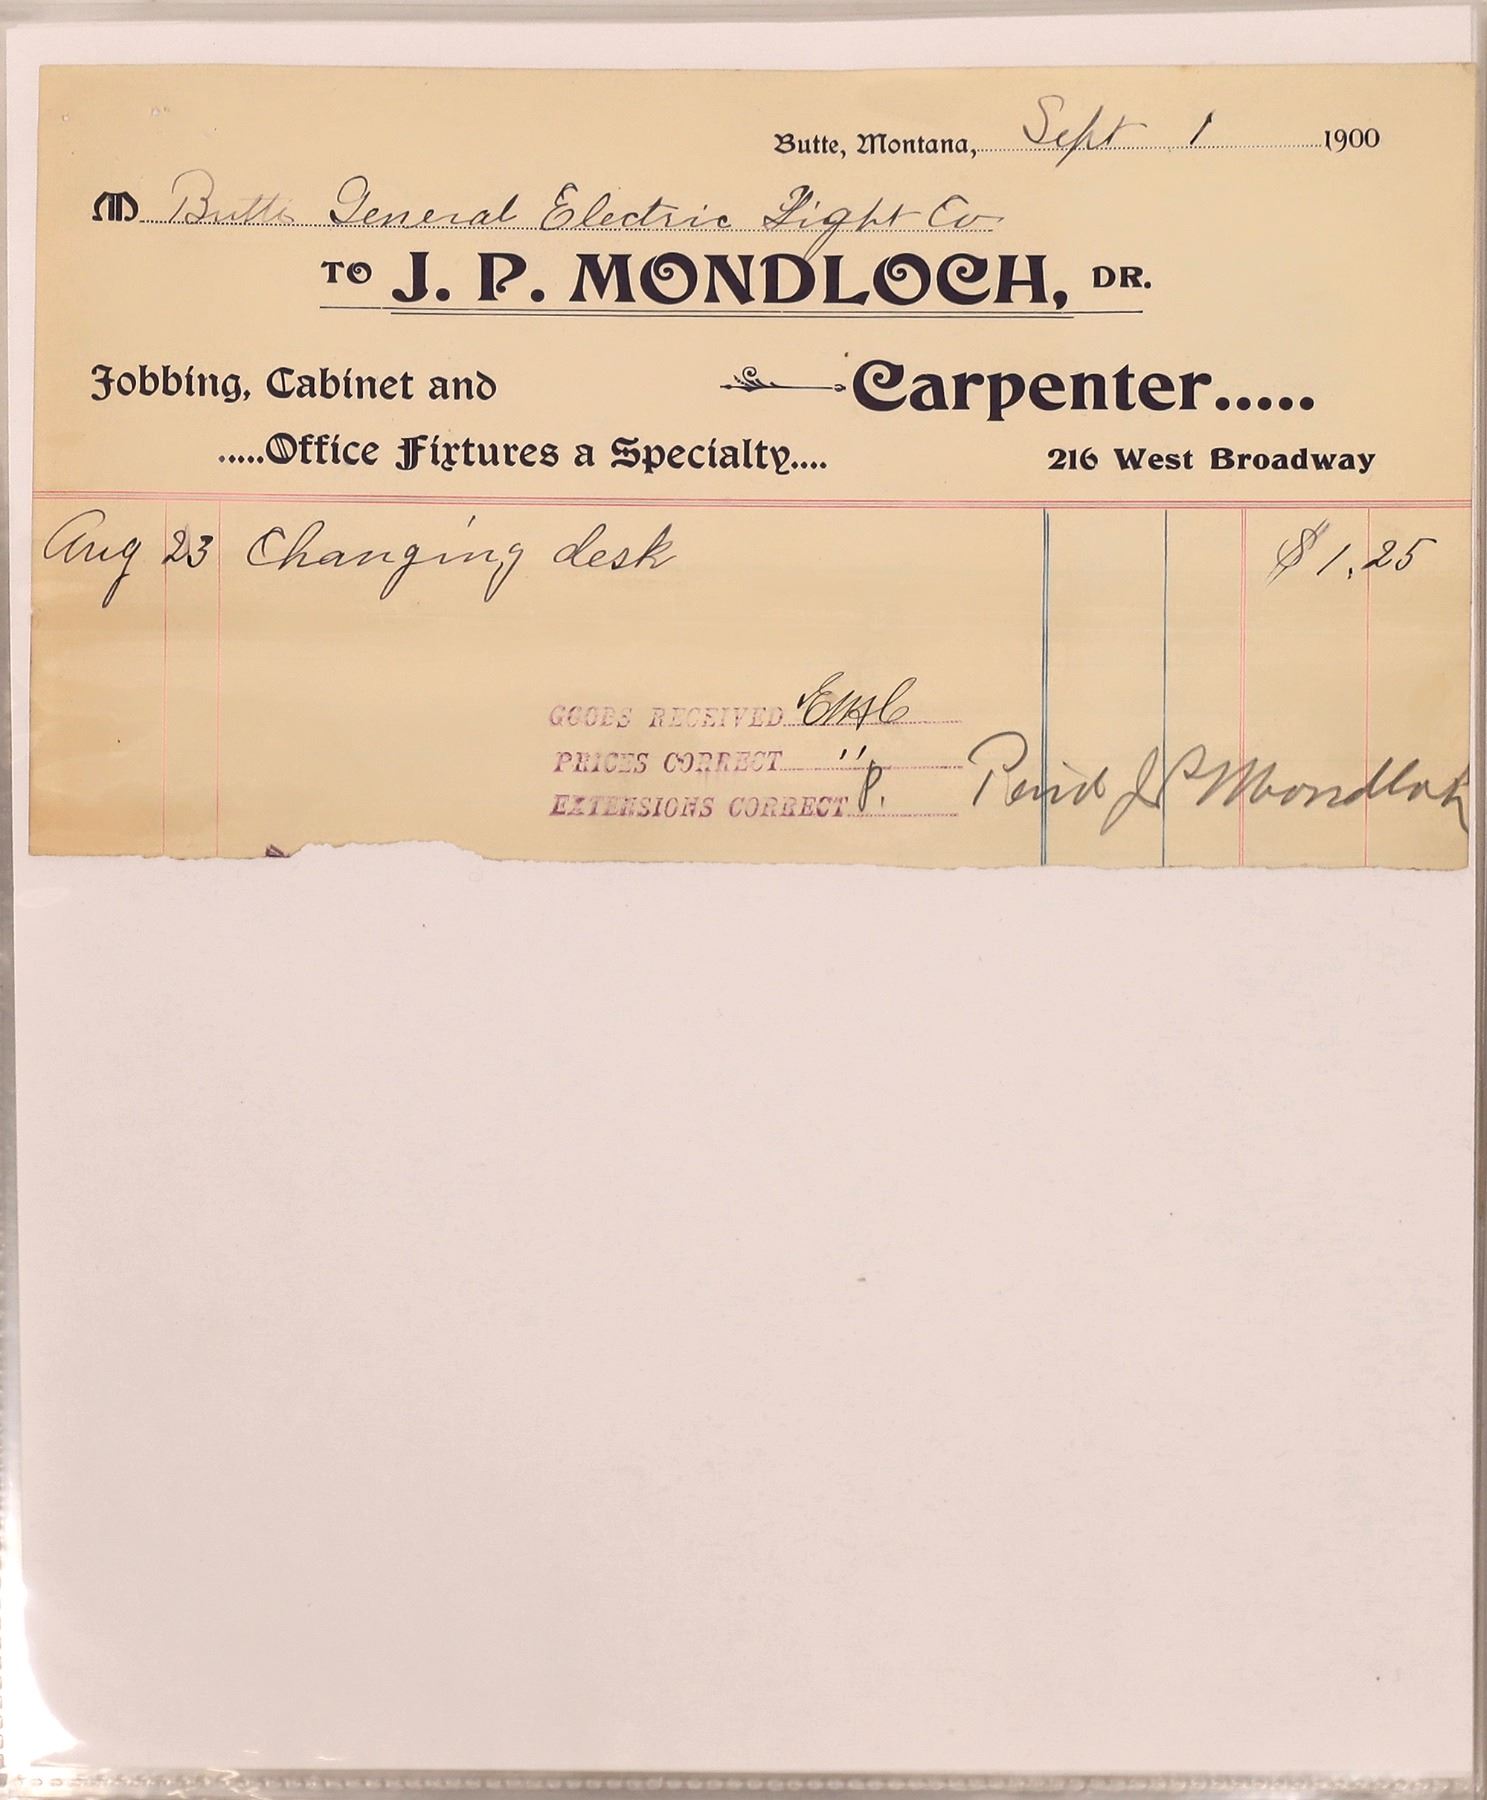 Butte, Montana, Sept 1 1900
M Butte General Electric Light Co
TO J. P. MONDLOCH, DR.
Jobbing, Cabinet and Carpenter.....
.....Office Fixtures a Specialty....
216 West Broadway
Aug 23 Changing desk $1.25
GOODS RECEIVED
PRICES CORRECT "
EXTENSIONS CORRECT P.
J P Mondloch